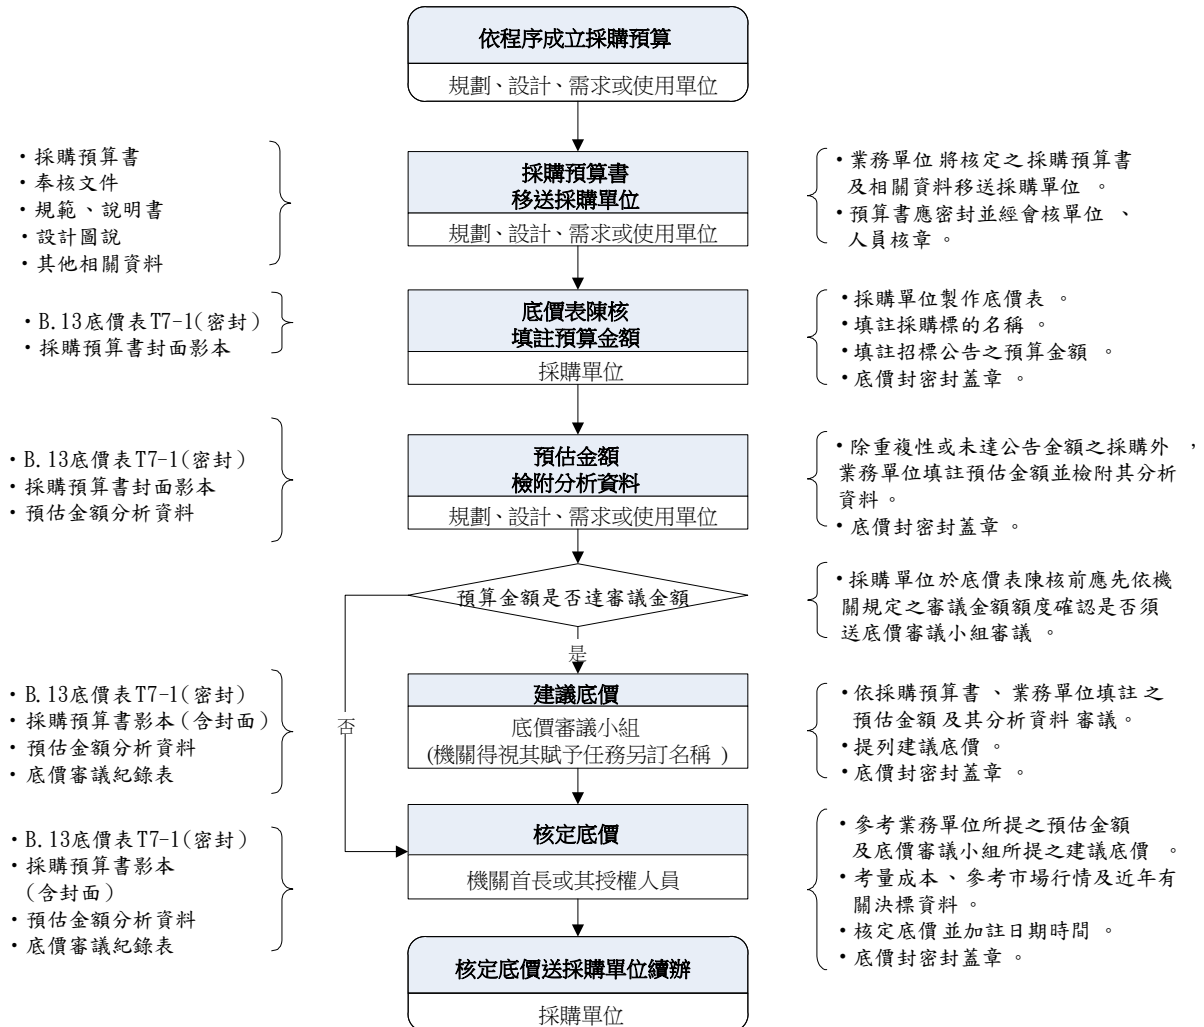 依程序成立採購預算
規劃、設計、需求或使用單位
・採購預算書
・奉核文件
・規範、說明書
・設計圖說
・其他相關資料
採購預算書
移送採購單位
規劃、設計、需求或使用單位
・業務單位 將核定之 採購預算書
及相關資料移送採購單位 。
・預算書應密封並經會核單位 、
人員核章 。
・B.13底價表T7-1(密封)
・採購預算書封面影本
底價表陳核
填註預算金額
採購單位
・採購單位製作底價表 。
・填註採購標的名稱 。
・填註招標公告之預算金額 。
・底價封密封蓋章 。
・B.13底價表T7-1(密封)
・採購預算書封面影本
・預估金額分析資料
預估金額
檢附分析資料
規劃、設計、需求或使用單位
・除重複性或未達公告金額之採購外 ，
業務單位填註預估金額並檢附其分析
資料 。
・底價封密封蓋章 。
預算金額是否達審議金額
・採購單位於底價表陳核前應先依機
關規定之審議金額額度確認是否須
送底價審議小組審議 。
是
否
・B.13底價表T7-1(密封)
・採購預算書影本(含封面)
・預估金額分析資料
・底價審議紀錄表
建議底價
底價審議小組
(機關得視其賦予任務另訂名稱 )
・依採購預算書 、業務單位填註 之
預估金額 及其分析資料 審議。
・提列建議底價 。
・底價封密封蓋章 。
・B.13底價表T7-1(密封)
・採購預算書影本
(含封面)
・預估金額分析資料
・底價審議紀錄表
核定底價
機關首長或其授權人員
・參考業務單位所提之預估金額
及底價審議小組所提之建議底價 。
・考量成本 、參考市場行情及近年有
關決標資料 。
・核定底價 並加註日期時間 。
・底價封密封蓋章 。
核定底價送採購單位續辦
採購單位